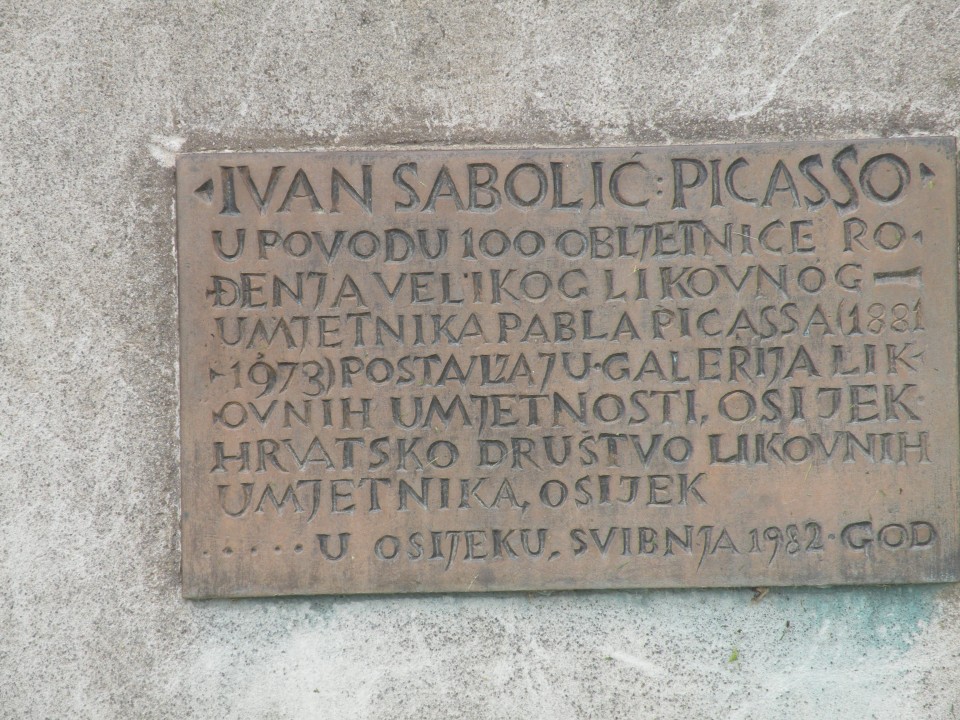 IVAN SABOLIĆ: PICASSO
U POVODU 100 OBLJETNICE RO-
ĐENJA VELIKOG LIKOVNOG
UMJETNIKA PABLA PICASSA (1881
-1973) POSTAVLJAJU·GALERIJA LIK-
OVNIH UMJETNOSTI, OSIJEK·
HRVATSKO DRUŠTVO LIKOVNIH
UMJETNIKA, OSIJEK
.....U OSIJEKU, SVIBNJA 1982·GOD